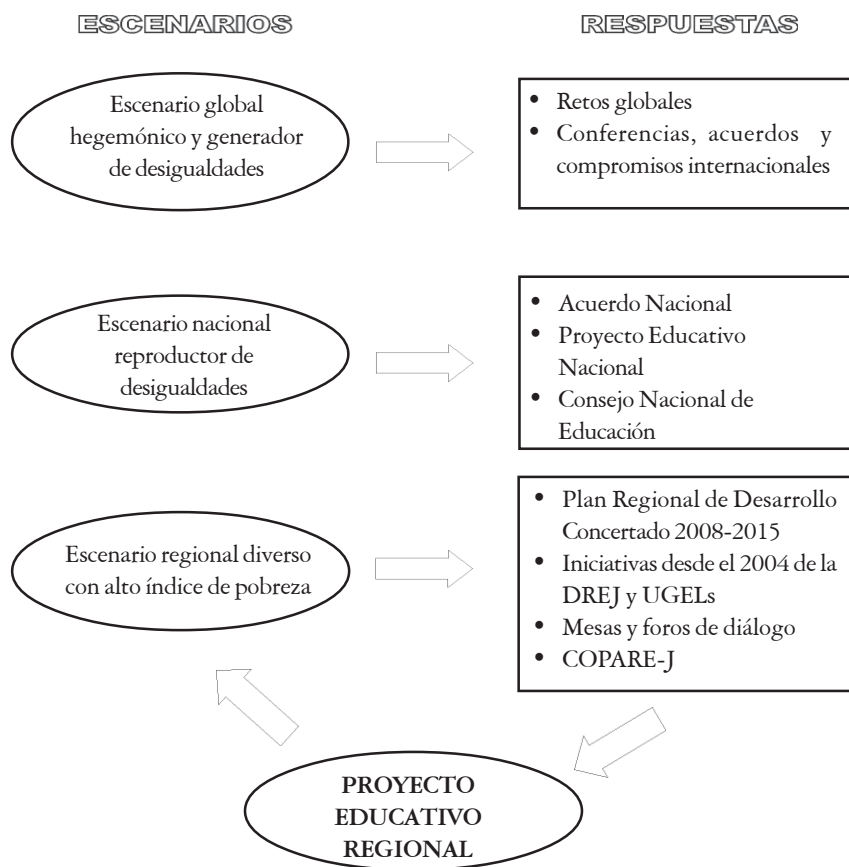 ESCENARIOS
RESPUESTAS
Escenario global
hegemónico y generador
de desigualdades
• Retos globales
• Conferencias, acuerdos y
compromisos internacionales
Escenario nacional
reproductor de
desigualdades
• Acuerdo Nacional
• Proyecto Educativo
Nacional
• Consejo Nacional de
Educación
Escenario regional diverso
con alto índice de pobreza
• Plan Regional de Desarrollo
Concertado 2008-2015
• Iniciativas desde el 2004 de la
DREJ y UGELs
• Mesas y foros de diálogo
• COPARE-J
PROYECTO
EDUCATIVO
REGIONAL